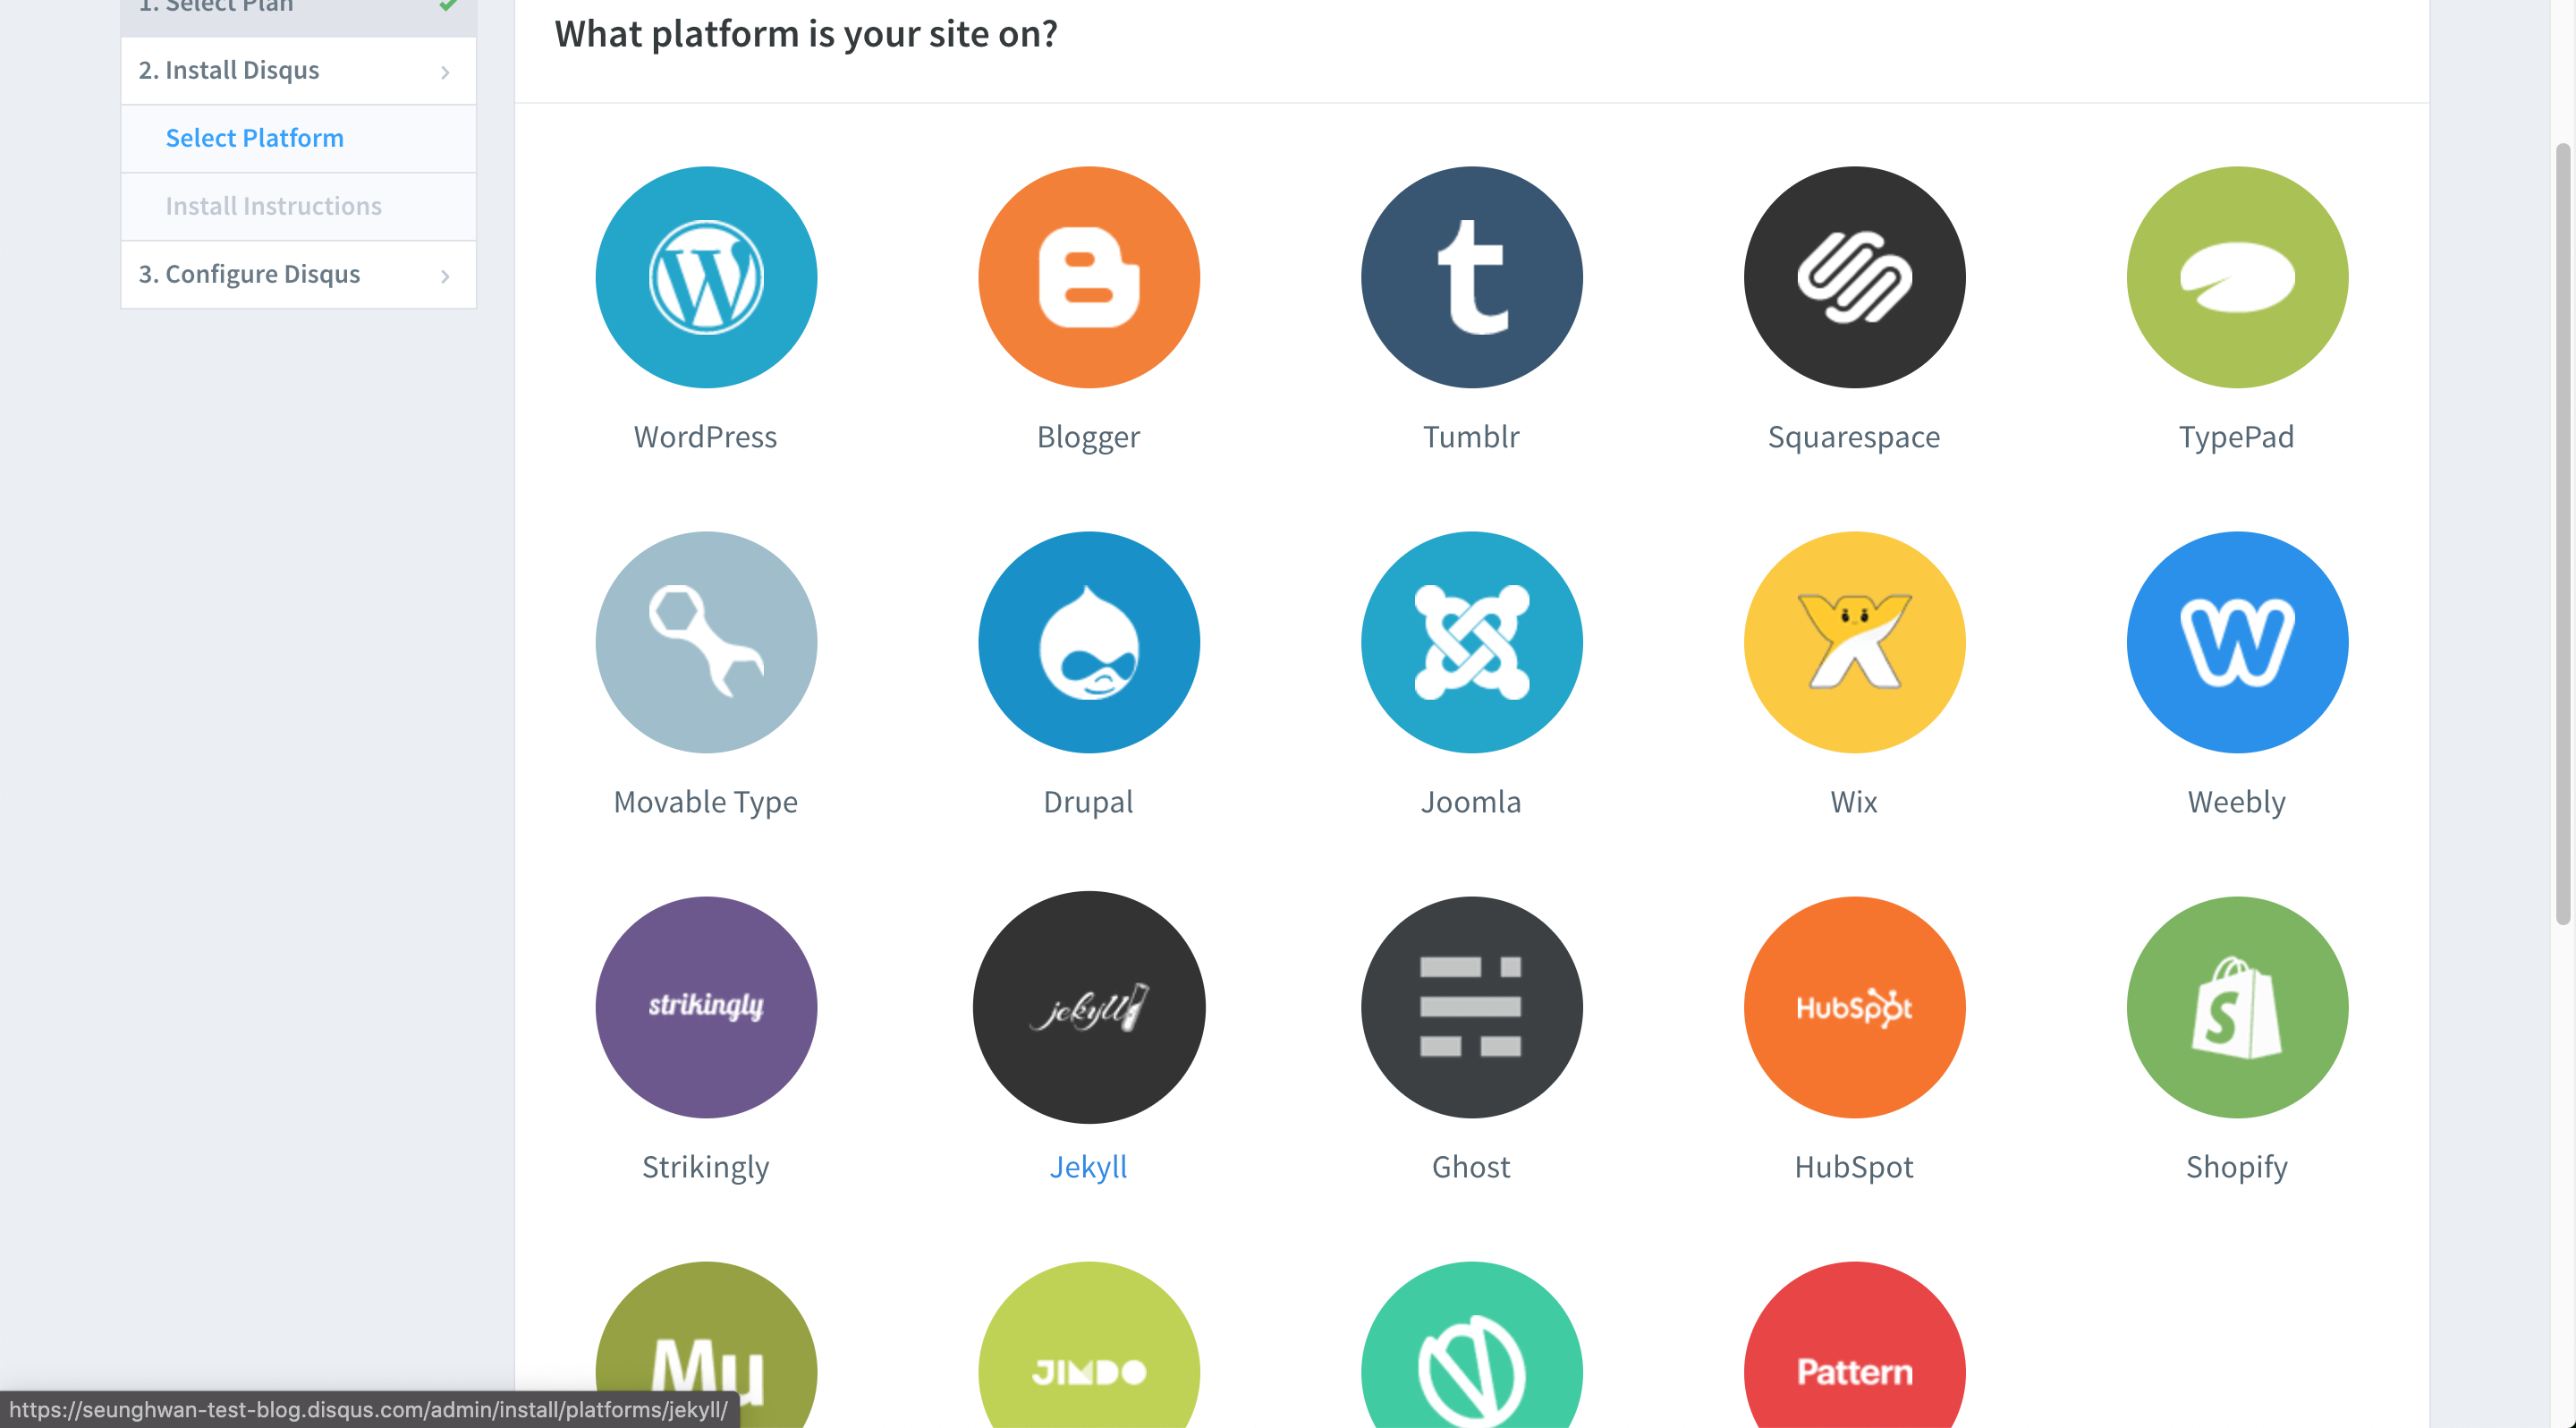 1. Select Plan
2. Install Disqus
Select Platform
Install Instructions
3. Configure Disqus
What platform is your site on?
WordPress
Blogger
Tumblr
Squarespace
TypePad
Movable Type
Drupal
Joomla
Wix
Weebly
strikingly
jekyll
HubSpot
Strikingly
Jekyll
Ghost
HubSpot
Shopify
Mu
JIMDO
Pattern
https://seunghwan-test-blog.disqus.com/admin/install/platforms/jekyll/